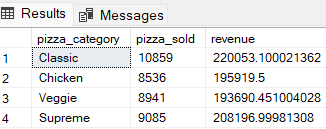 Results Messages
pizza_category pizza_sold revenue
1 Classic 10859 220053.100021362
2 Chicken 8536 195919.5
3 Veggie 8941 193690.451004028
4 Supreme 9085 208196.99981308